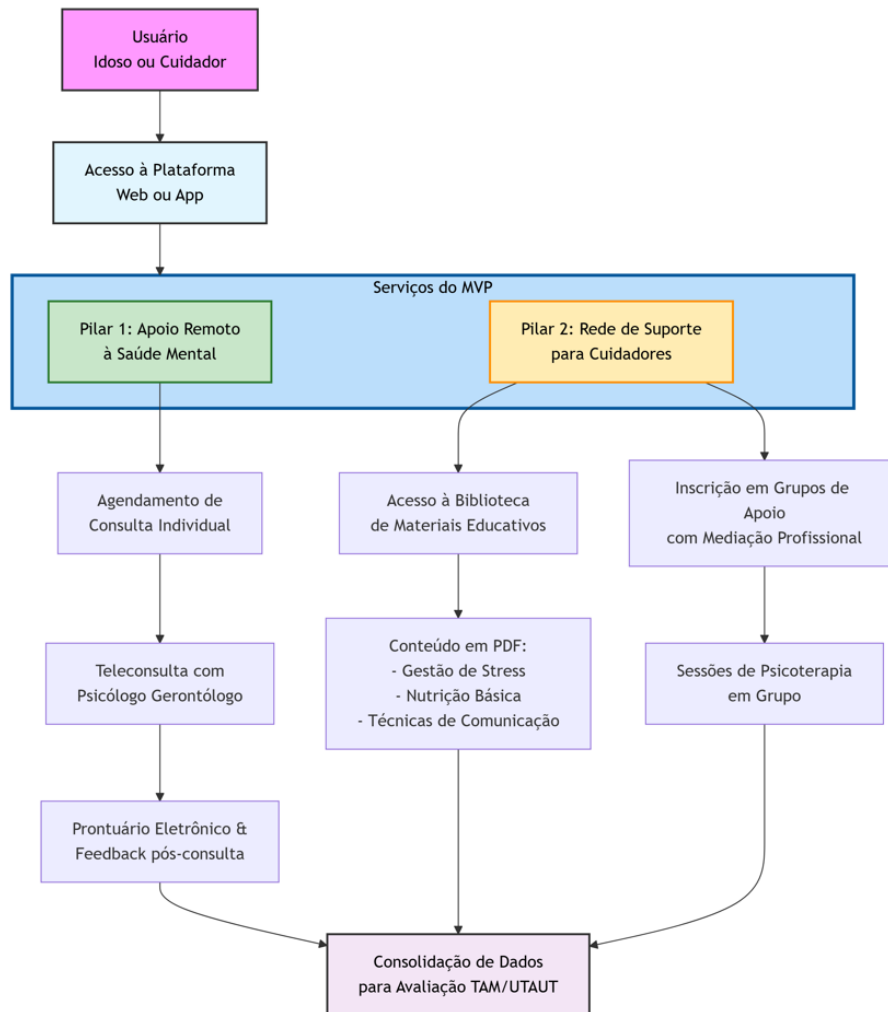 Usuário
Idoso ou Cuidador
Acesso à Plataforma
Web ou App
Serviços do MVP
Pilar 1: Apoio Remoto
à Saúde Mental
Pilar 2: Rede de Suporte
para Cuidadores
Agendamento de
Consulta Individual
Acesso à Biblioteca
de Materiais Educativos
Inscrição em Grupos de
Apoio
com Mediação Profissional
Teleconsulta com
Psicólogo Gerontólogo
Conteúdo em PDF:
- Gestão de Stress
- Nutrição Básica
- Técnicas de Comunicação
Sessões de Psicoterapia
em Grupo
Prontuário Eletrônico &
Feedback pós-consulta
Consolidação de Dados
para Avaliação TAM/UTAUT